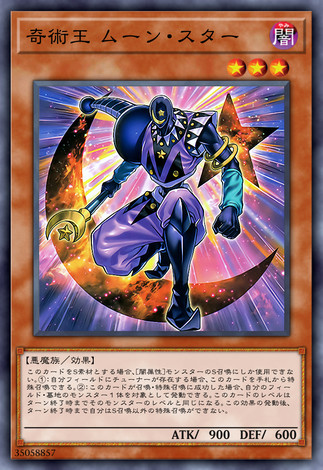 奇術王 ムーン・スター
闇
やみ
【悪魔族／効果】
このカードをS素材とする場合、［闇属性］モンスターのS召喚にしか使用できな
い。①：自分フィールドにチューナーが存在する場合、このカードを手札から特
殊召喚できる。②：このカードが召喚・特殊召喚に成功した場合、自分のフィー
ルド・墓地のモンスター１体を対象として発動できる。このカードのレベルは
ターン終了時までそのモンスターのレベルと同じになる。この効果の発動後、
ターン終了時まで自分はS召喚以外の特殊召喚ができない。
ATK/ 900 DEF/ 600
35058857